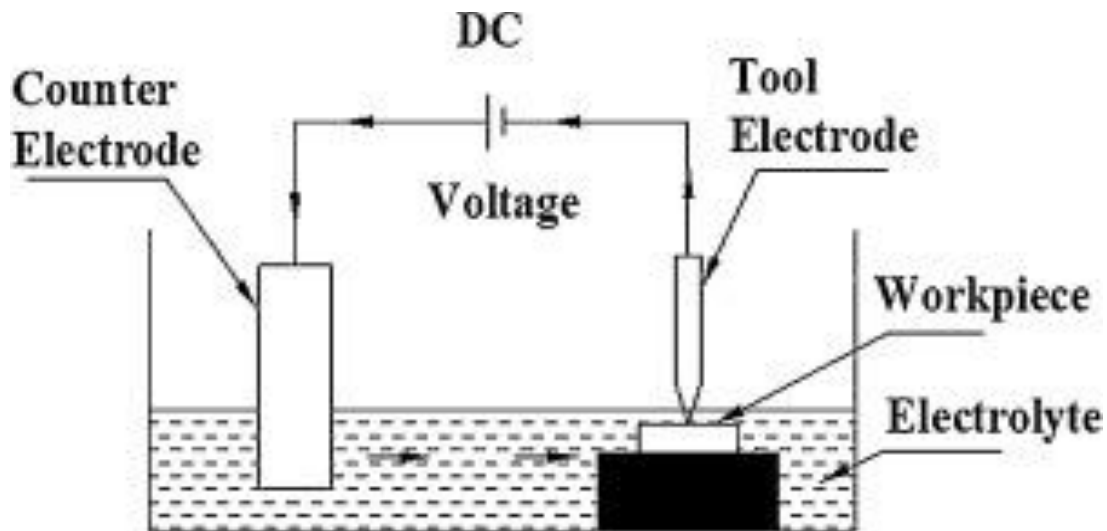 DC
Counter
Electrode
Tool
Electrode
Voltage
Workpiece
Electrolyte